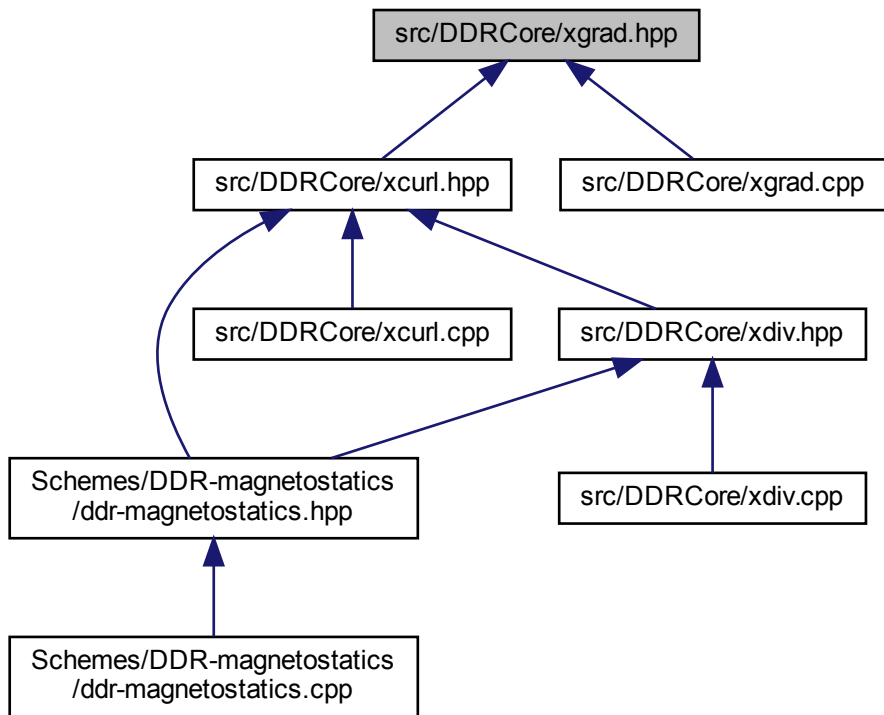 src/DDRCore/xgrad.hpp
src/DDRCore/xcurl.hpp
src/DDRCore/xgrad.cpp
src/DDRCore/xcurl.cpp
src/DDRCore/xdiv.hpp
Schemes/DDR-magnetostatics
/ddr-magnetostatics.hpp
src/DDRCore/xdiv.cpp
Schemes/DDR-magnetostatics
/ddr-magnetostatics.cpp